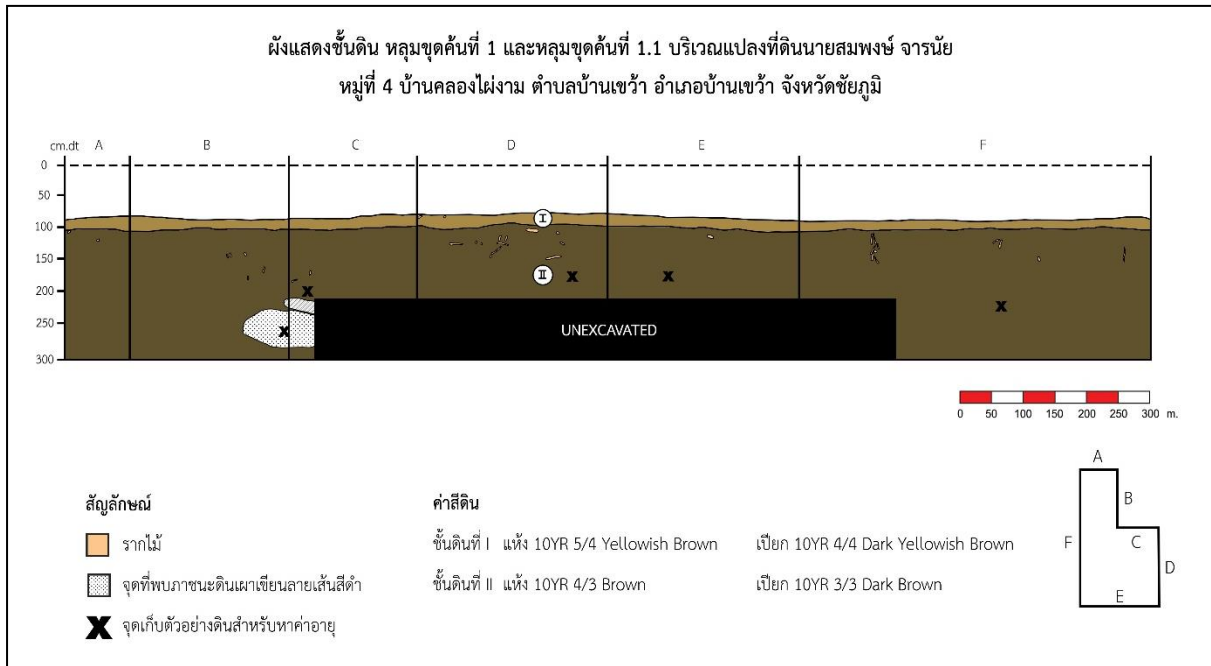 ผังแสดงชั้นดิน หลุมขุดค้นที่ 1 และหลุมขุดค้นที่ 1.1 บริเวณแปลงที่ดินนายสมพงษ์ จารนัย
หมู่ที่ 4 บ้านคลองไผ่งาม ตำบลบ้านเขว้า อำเภอบ้านเขว้า จังหวัดชัยภูมิ
cm.dt A B C D E F
0
50
100
150
200
250
300
I
II
X X X X X
UNEXCAVATED
0 50 100 150 200 250 300 m.
สัญลักษณ์
รากไม้
จุดที่พบภาชนะดินเผาเขียนลายเส้นสีดำ
X จุดเก็บตัวอย่างดินสำหรับหาค่าอายุ
ค่าสีดิน
ชั้นดินที่ I แห้ง 10YR 5/4 Yellowish Brown เปียก 10YR 4/4 Dark Yellowish Brown
ชั้นดินที่ II แห้ง 10YR 4/3 Brown เปียก 10YR 3/3 Dark Brown
A
B
F C
D
E